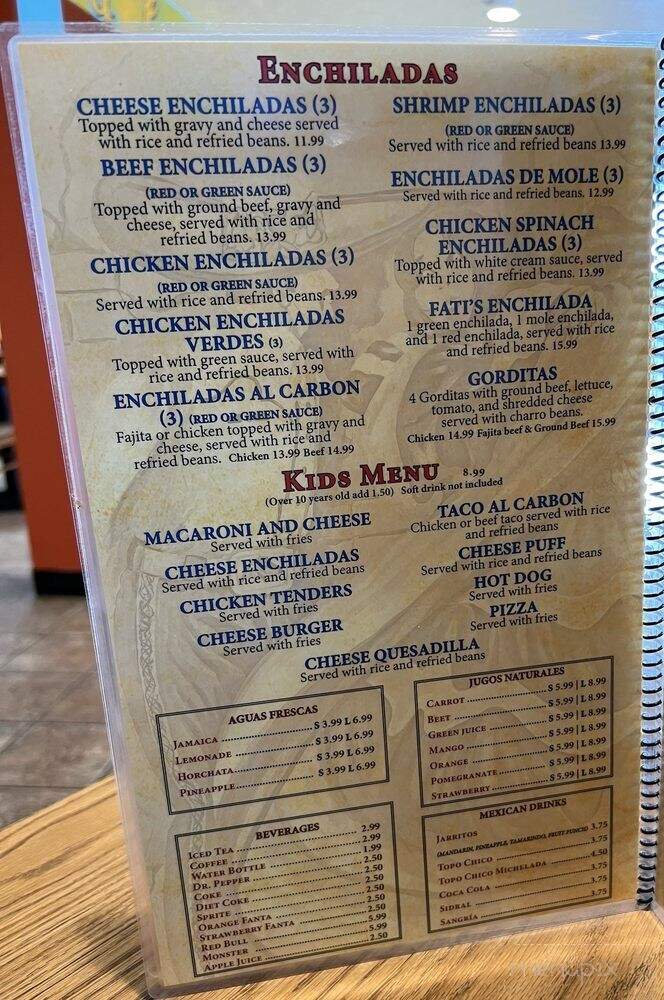 ENCHILADAS
CHEESE ENCHILADAS (3)
Topped with gravy and cheese served
with rice and refried beans. 11.99
BEEF ENCHILADAS (3)
(RED OR GREEN SAUCE)
Topped with ground beef, gravy and
cheese, served with rice and
refried beans. 13.99
CHICKEN ENCHILADAS (3)
(RED OR GREEN SAUCE)
Served with rice and refried beans. 13.99
CHICKEN ENCHILADAS
VERDES (3)
Topped with green sauce, served with
rice and refried beans. 13.99
ENCHILADAS AL CARBON
(3) (RED OR GREEN SAUCE)
Fajita or chicken topped with gravy and
cheese, served with rice and
refried beans. Chicken 13.99 Beef 14.99
SHRIMP ENCHILADAS (3)
(RED OR GREEN SAUCE)
Served with rice and refried beans 13.99
ENCHILADAS DE MOLE (3)
Served with rice and refried beans. 12.99
CHICKEN SPINACH
ENCHILADAS (3)
Topped with white cream sauce, served
with rice and refried beans. 13.99
FATI'S ENCHILADA
1 green enchilada, 1 mole enchilada,
and 1 red enchilada, served with rice
and refried beans. 15.99
GORDITAS
4 Gorditas with ground beef, lettuce,
tomato, and shredded cheese
served with charro beans.
Chicken 14.99 Fajita beef & Ground Beef 15.99
KIDS MENU 8.99
(Over 10 years old add 1.50) Soft drink not included
MACARONI AND CHEESE
Served with fries
CHEESE ENCHILADAS
Served with rice and refried beans
CHICKEN TENDERS
Served with fries
CHEESE BURGER
Served with fries
TACO AL CARBON
Chicken or beef taco served with rice
and refried beans
CHEESE PUFF
Served with rice and refried beans
HOT DOG
Served with fries
PIZZA
Served with fries
CHEESE QUESADILLA
Served with rice and refried beans
AGUAS FRESCAS
JAMAICA ........ S 3.99 L 6.99
LEMONADE ........ S 3.99 L 6.99
HORCHATA ........ S 3.99 L 6.99
PINEAPPLE ........ S 3.99 L 6.99
JUGOS NATURALES
CARROT ........ S 5.99 | L 8.99
BEET ........ S 5.99 | L 8.99
GREEN JUICE ........ S 5.99 | L 8.99
MANGO ........ S 5.99 | L 8.99
ORANGE ........ S 5.99 | L 8.99
POMEGRANATE ........ S 5.99 | L 8.99
STRAWBERRY ........ S 5.99 | L 8.99
BEVERAGES
ICED TEA ........ 2.99
COFFEE ........ 2.99
WATER BOTTLE ........ 1.99
DR. PEPPER ........ 2.50
COKE ........ 2.50
DIET COKE ........ 2.50
SPRITE ........ 2.50
ORANGE FANTA ........ 2.50
STRAWBERRY FANTA ........ 2.50
RED BULL ........ 5.99
MONSTER ........ 5.99
APPLE JUICE ........ 2.50
MEXICAN DRINKS
JARRITOS
(MANDARIN, PINEAPPLE, TAMARINDO, FRUIT PUNCH) 3.75
TOPO CHICO ........ 3.75
TOPO CHICO MICHELADA ........ 4.50
COCA COLA ........ 3.75
SIDRAL ........ 3.75
SANGRÍA ........ 3.75
menupix